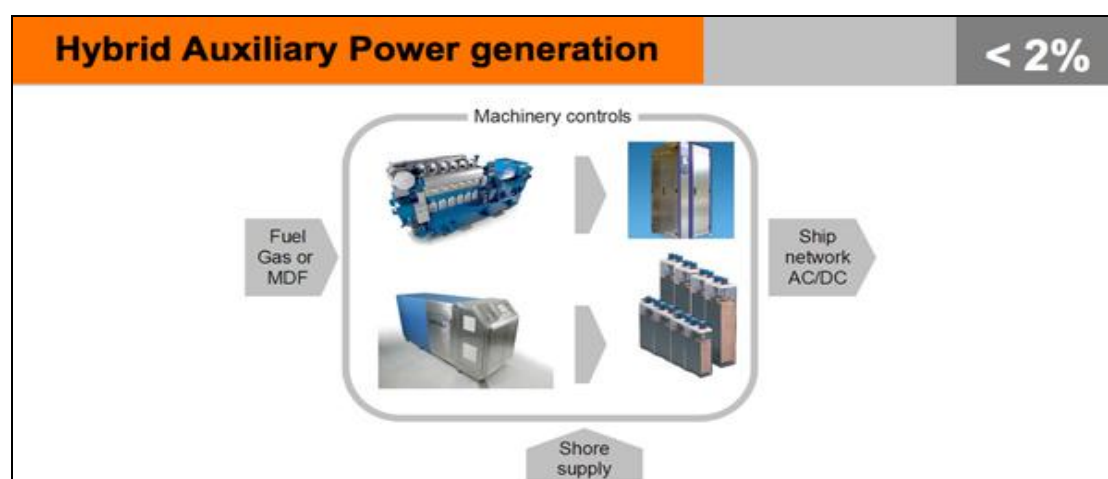 Hybrid Auxiliary Power generation
< 2%
Machinery controls
Fuel
Gas or
MDF
Ship
network
AC/DC
Shore
supply